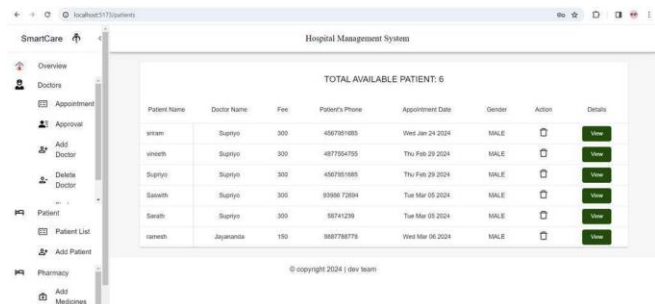 localhost:5173/patients
SmartCare
Hospital Management System
Overview
Doctors
Appointment
Approval
Add
Doctor
Delete
Doctor
Patient
Patient List
Add Patient
Pharmacy
Add
Medicines
TOTAL AVAILABLE PATIENT: 6
Patient Name Doctor Name Fee Patient's Phone Appointment Date Gender Action Details
sriram Supriyo 300 4567951685 Wed Jan 24 2024 MALE View
vineeth Supriyo 300 4877554755 Thu Feb 29 2024 MALE View
Supriyo Supriyo 300 4567951685 Thu Feb 29 2024 MALE View
Saswith Supriyo 300 93986 72894 Tue Mar 05 2024 MALE View
Sarath Supriyo 300 58741239 Tue Mar 05 2024 MALE View
ramesh Jayananda 150 9887788778 Wed Mar 06 2024 MALE View
© copyright 2024 | dev team